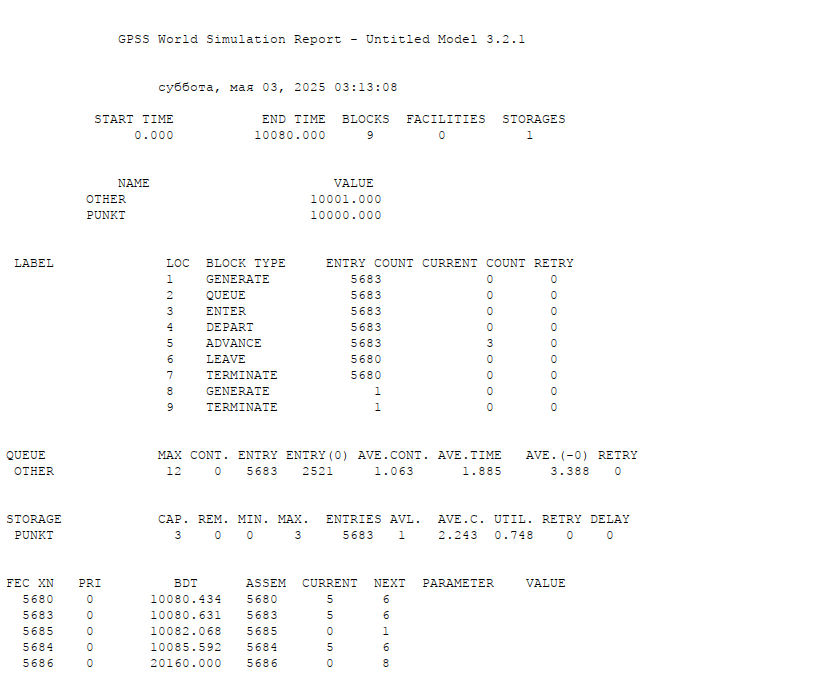 GPSS World Simulation Report - Untitled Model 3.2.1
суббота, мая 03, 2025 03:13:08
START TIME END TIME BLOCKS FACILITIES STORAGES
0.000 10080.000 9 0 1
NAME VALUE
OTHER 10001.000
PUNKT 10000.000
LABEL LOC BLOCK TYPE ENTRY COUNT CURRENT COUNT RETRY
1 GENERATE 5683 0 0
2 QUEUE 5683 0 0
3 ENTER 5683 0 0
4 DEPART 5683 0 0
5 ADVANCE 5683 3 0
6 LEAVE 5680 0 0
7 TERMINATE 5680 0 0
8 GENERATE 1 0 0
9 TERMINATE 1 0 0
QUEUE MAX CONT. ENTRY ENTRY(0) AVE.CONT. AVE.TIME AVE.(-0) RETRY
OTHER 12 0 5683 2521 1.063 1.885 3.388 0
STORAGE CAP. REM. MIN. MAX. ENTRIES AVL. AVE.C. UTIL. RETRY DELAY
PUNKT 3 0 0 3 5683 1 2.243 0.748 0 0
FEC XN PRI BDT ASSEM CURRENT NEXT PARAMETER VALUE
5680 0 10080.434 5680 5 6
5683 0 10080.631 5683 5 6
5685 0 10082.068 5685 0 1
5684 0 10085.592 5684 5 6
5686 0 20160.000 5686 0 8